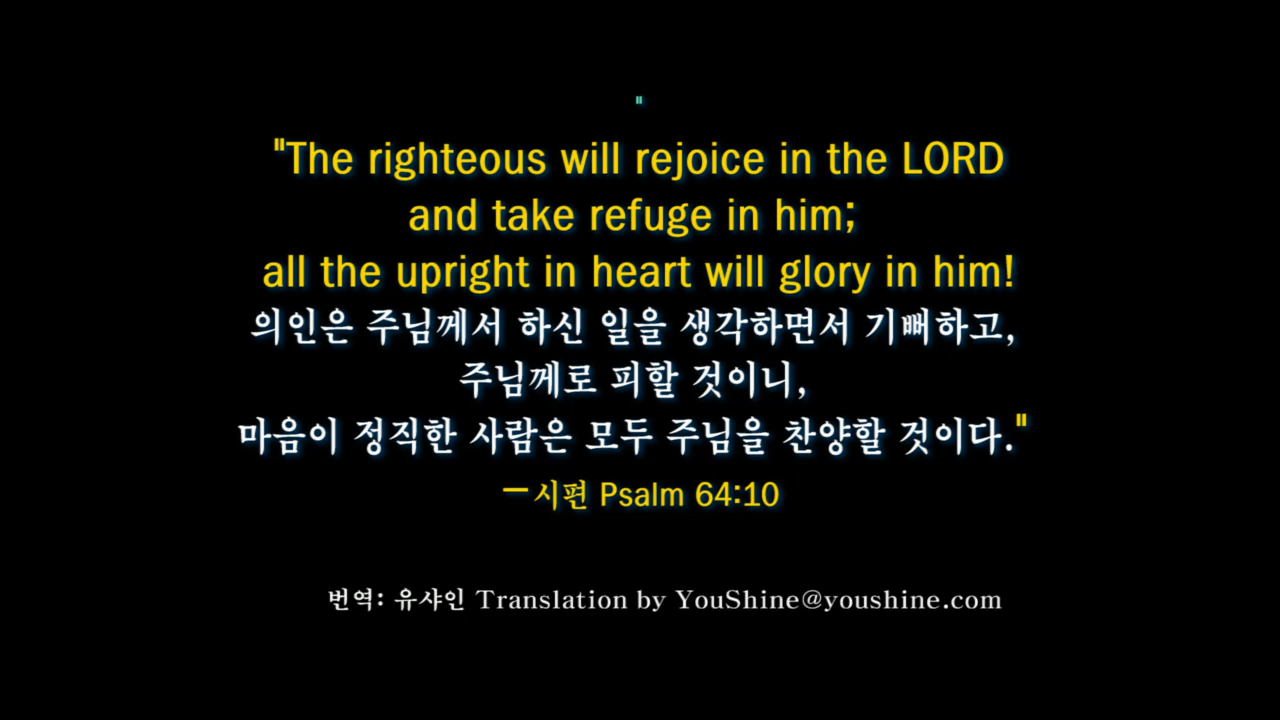 "
"The righteous will rejoice in the LORD
and take refuge in him;
all the upright in heart will glory in him!
의인은 주님께서 하신 일을 생각하면서 기뻐하고,
주님께로 피할 것이니,
마음이 정직한 사람은 모두 주님을 찬양할 것이다."
─시편 Psalm 64:10
번역: 유샤인 Translation by YouShine@youshine.com